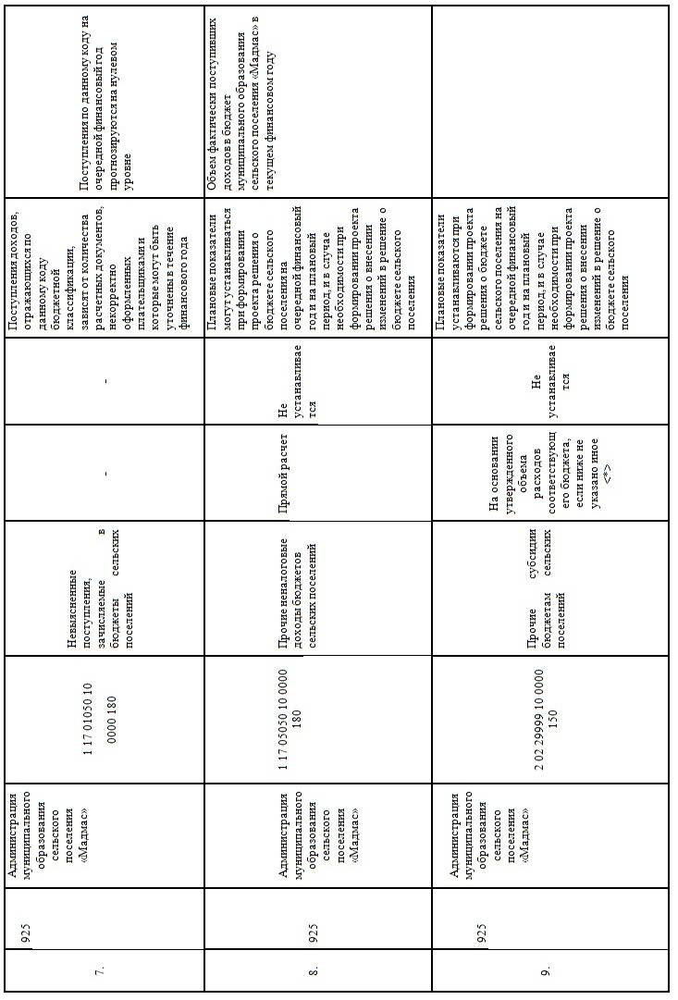 7.
925
Администрация
муниципального
образования
сельского
поселения
«Мадмас»
1 17 01050 10
0000 180
Невыясненные
поступления,
зачисляемые в
бюджеты сельских
поселений
-
-
Поступления доходов,
отражающихся по
данному коду
бюджетной
классификации,
зависят от количества
расчетных документов,
некорректно
оформленных
плательщиками и
которые могут быть
уточнены в течение
финансового года
Поступления по данному коду на
очередной финансовый год
прогнозируются на нулевом
уровне
8.
925
Администрация
муниципального
образования
сельского
поселения
«Мадмас»
1 17 05050 10 0000
180
Прочие неналоговые
доходы бюджетов
сельских поселений
Прямой расчет
Не
устанавливае
тся
Плановые показатели
могут устанавливаться
при формировании
проекта решения о
бюджете сельского
поселения на
очередной финансовый
год и на плановый
период, и в случае
необходимости при
формировании проекта
решения о внесении
изменений в решение о
бюджете сельского
поселения
Объем фактически поступивших
доходов в бюджет
муниципального образования
сельского поселения «Мадмас» в
текущем финансовом году
9.
925
Администрация
муниципального
образования
сельского
поселения
«Мадмас»
2 02 29999 10 0000
150
Прочие субсидии
бюджетам сельских
поселений
На основании
утвержденного
объема
расходов
соответствующ
его бюджета,
если ниже не
указано иное
<*>
Не
устанавливае
тся
Плановые показатели
устанавливаются при
формировании проекта
решения о бюджете
сельского поселения на
очередной финансовый
год и на плановый
период, и в случае
необходимости при
формировании проекта
решения о внесении
изменений в решение о
бюджете сельского
поселения